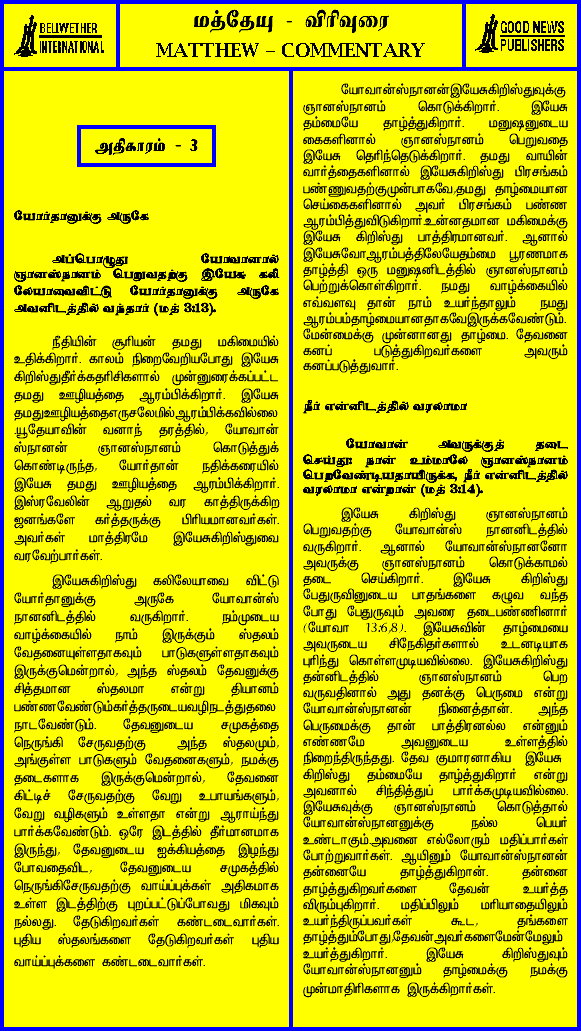 BELWETHER
INTERNATIONAL
மத்தேயு - விரிவுரை
MATTHEW – COMMENTARY
GOOD NEWS
PUBLISHERS
அதிகாரம் - 3
யோர்தானுக்கு அருகே
அப்பொழுது யோவானால்
ஞானஸ்நானம் பெறுவதற்கு இயேசு கலி
லேயாவைவிட்டு யோர்தானுக்கு அருகே
அவனிடத்தில் வந்தார் (மத் 3:13).
நீதியின் சூரியன் தமது மகிமையில்
உதிக்கிறார். காலம் நிறைவேறியபோது இயேசு
கிறிஸ்துதீர்க்கதரிசிகளால் முன்னுரைக்கப்பட்ட
தமது ஊழியத்தை ஆரம்பிக்கிறார். இயேசு
தமதுஊழியத்தைஎருசலேமில்ஆரம்பிக்கவில்லை
.யூதேயாவின் வனாந் தரத்தில், யோவான்
ஸ்நானன் ஞானஸ்நானம் கொடுத்துக்
கொண்டிருந்த, யோர்தான் நதிக்கரையில்
இயேசு தமது ஊழியத்தை ஆரம்பிக்கிறார்.
இஸ்ரவேலின் ஆறுதல் வர காத்திருக்கிற
ஜனங்களே கர்த்தருக்கு பிரியமானவர்கள்.
அவர்கள் மாத்திரமே இயேசுகிறிஸ்துவை
வரவேற்பார்கள்.
இயேசுகிறிஸ்து கலிலேயாவை விட்டு
யோர்தானுக்கு அருகே யோவான்ஸ்
நானனிடத்தில் வருகிறார். நம்முடைய
வாழ்க்கையில் நாம் இருக்கும் ஸ்தலம்
வேதனையுள்ளதாகவும் பாடுகளுள்ளதாகவும்
இருக்குமென்றால், அந்த ஸ்தலம் தேவனுக்கு
சித்தமான ஸ்தலமா என்று தியானம்
பண்ணவேண்டும்கர்த்தருடையவழிநடத்துதலை
நாடவேண்டும். தேவனுடைய சமுகத்தை
நெருங்கி சேருவதற்கு அந்த ஸ்தலமும்,
அங்குள்ள பாடுகளும் வேதனைகளும், நமக்கு
தடைகளாக இருக்குமென்றால், தேவனை
கிட்டிச் சேருவதற்கு வேறு உபாயங்களும்,
வேறு வழிகளும் உள்ளதா என்று ஆராய்ந்து
பார்க்கவேண்டும். ஒரே இடத்தில் தீர்மானமாக
இருந்து, தேவனுடைய ஐக்கியத்தை இழந்து
போவதைவிட, தேவனுடைய சமுகத்தில்
நெருங்கிசேருவதற்கு வாய்ப்புக்கள் அதிகமாக
உள்ள இடத்திற்கு புறப்பட்டுப்போவது மிகவும்
நல்லது. தேடுகிறவர்கள் கண்டடைவார்கள்.
புதிய ஸ்தலங்களை தேடுகிறவர்கள் புதிய
வாய்ப்புக்களை கண்டடைவார்கள்.
யோவான்ஸ்நானன்இயேசுகிறிஸ்துவுக்கு
ஞானஸ்நானம் கொடுக்கிறார். இயேசு
தம்மையே தாழ்த்துகிறார். மனுஷனுடைய
கைகளினால் ஞானஸ்நானம் பெறுவதை
இயேசு தெரிந்தெடுக்கிறார். தமது வாயின்
வார்த்தைகளினால் இயேசுகிறிஸ்து பிரசங்கம்
பண்ணுவதற்குமுன்பாகவே,தமது தாழ்மையான
செய்கைகளினால் அவர் பிரசங்கம் பண்ண
ஆரம்பித்துவிடுகிறார்.உன்னதமான மகிமைக்கு
இயேசு கிறிஸ்து பாத்திரமானவர். ஆனால்
இயேசுவோஆரம்பத்திலேயேதம்மை பூரணமாக
தாழ்த்தி ஒரு மனுஷனிடத்தில் ஞானஸ்நானம்
பெற்றுக்கொள்கிறார். நமது வாழ்க்கையில்
எவ்வளவு தான் நாம் உயர்ந்தாலும் நமது
ஆரம்பம்தாழ்மையானதாகவேஇருக்கவேண்டும்.
மேன்மைக்கு முன்னானது தாழ்மை. தேவனை
கனப் படுத்துகிறவர்களை அவரும்
கனப்படுத்துவார்.
நீர் என்னிடத்தில் வரலாமா
யோவான் அவருக்குத் தடை
செய்து: நான் உம்மாலே ஞானஸ்நானம்
பெறவேண்டியதாயிருக்க, நீர் என்னிடத்தில்
வரலாமா என்றான் (மத் 3:14).
இயேசு கிறிஸ்து ஞானஸ்நானம்
பெறுவதற்கு யோவான்ஸ் நானனிடத்தில்
வருகிறார். ஆனால் யோவான்ஸ்நானனோ
அவருக்கு ஞானஸ்நானம் கொடுக்காமல்
தடை செய்கிறார். இயேசு கிறிஸ்து
பேதுருவினுடைய பாதங்களை கழுவ வந்த
போது பேதுருவும் அவரை தடைபண்ணினார்
(யோவா 13:6,8). இயேசுவின் தாழ்மையை
அவருடைய சிநேகிதர்களால் உடனடியாக
புரிந்து கொள்ளமுடியவில்லை. இயேசுகிறிஸ்து
தன்னிடத்தில் ஞானஸ்நானம் பெற
வருவதினால் அது தனக்கு பெருமை என்று
யோவான்ஸ்நானன் நினைத்தான். அந்த
பெருமைக்கு தான் பாத்திரனல்ல என்னும்
எண்ணமே அவனுடைய உள்ளத்தில்
நிறைந்திருந்தது. தேவ குமாரனாகிய இயேசு
கிறிஸ்து தம்மையே தாழ்த்துகிறார் என்று
அவனால் சிந்தித்துப் பார்க்கமுடியவில்லை.
இயேசுவுக்கு ஞானஸ்நானம் கொடுத்தால்
யோவான்ஸ்நானனுக்கு நல்ல பெயர்
உண்டாகும்.அவனை எல்லோரும் மதிப்பார்கள்
போற்றுவார்கள். ஆயினும் யோவான்ஸ்நானன்
தன்னையே தாழ்த்துகிறான். தன்னை
தாழ்த்துகிறவர்களை தேவன் உயர்த்த
விரும்புகிறார். மதிப்பிலும் மரியாதையிலும்
உயர்ந்திருப்பவர்கள் கூட, தங்களை
தாழ்த்தும்போது,தேவன்அவர்களைமேன்மேலும்
உயர்த்துகிறார். இயேசு கிறிஸ்துவும்
யோவான்ஸ்நானனும் தாழ்மைக்கு நமக்கு
முன்மாதிரிகளாக இருக்கிறார்கள்.